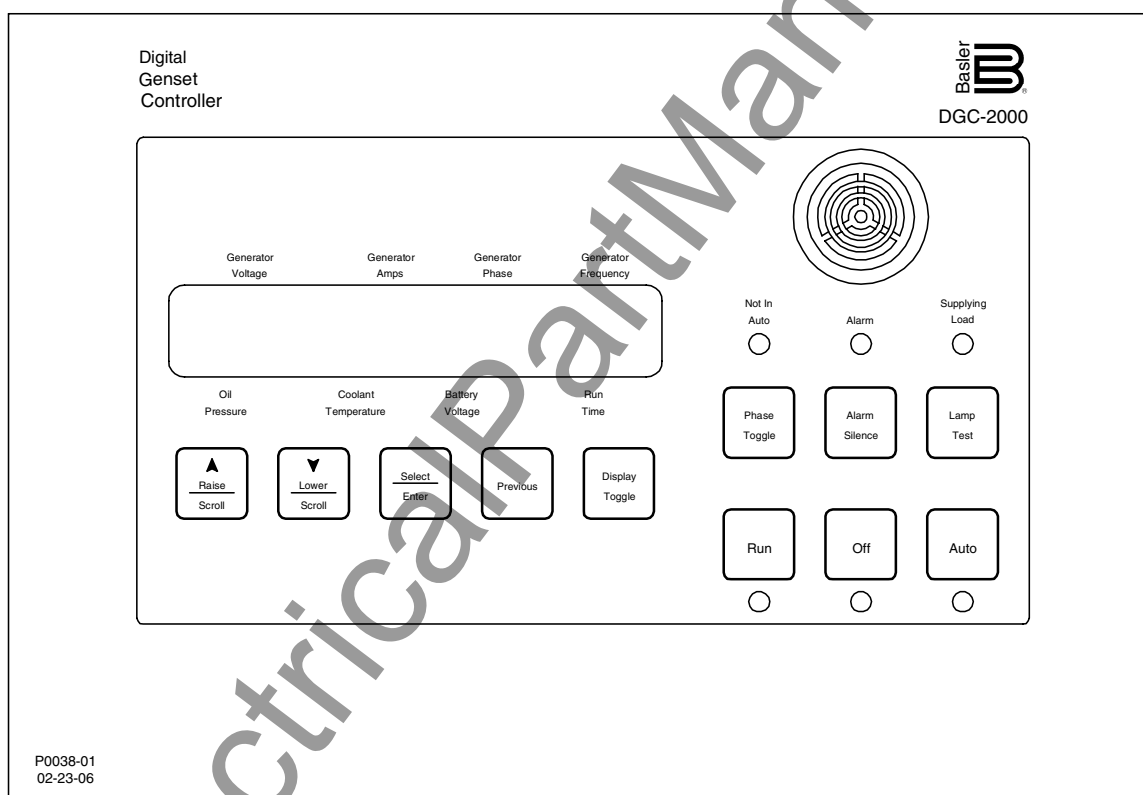 Digital
Genset
Controller
Basler
B
®
DGC-2000
Generator Voltage
Generator Amps
Generator Phase
Generator Frequency
Oil Pressure
Coolant Temperature
Battery Voltage
Run Time
Raise
Scroll
Lower
Scroll
Select
Enter
Previous
Display
Toggle
Not In
Auto
Alarm
Supplying
Load
Phase
Toggle
Alarm
Silence
Lamp
Test
Run
Off
Auto
P0038-01
02-23-06
ctricalPartMan